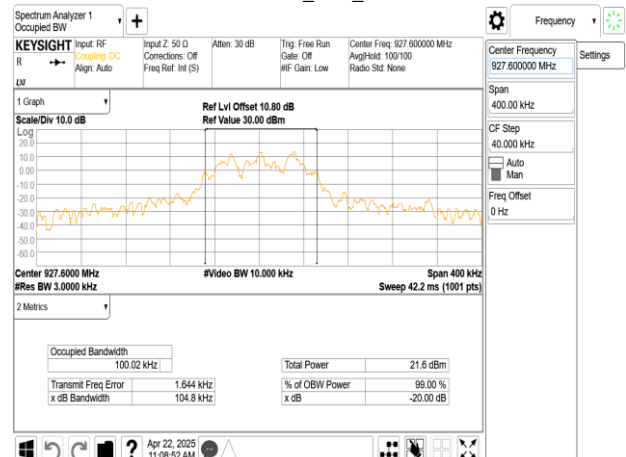 Spectrum Analyzer 1
Occupied BW
Frequency
KEYSIGHT
R
LXI
Input: RF
Coupling: DC
Align: Auto
Input Z: 50 Ω
Corrections: Off
Freq Ref: Int (S)
Atten: 30 dB
Trig: Free Run
Gate: Off
#IF Gain: Low
Center Freq: 927.600000 MHz
Avg|Hold: 100/100
Radio Std: None
Center Frequency
927.600000 MHz
Settings
Span
400.00 kHz
CF Step
40.000 kHz
Auto
Man
Freq Offset
0 Hz
1 Graph
Scale/Div 10.0 dB
Ref Lvl Offset 10.80 dB
Ref Value 30.00 dBm
Log
20.0
10.0
0.00
-10.0
-20.0
-30.0
-40.0
-50.0
-60.0
Center 927.6000 MHz
#Res BW 3.0000 kHz
#Video BW 10.000 kHz
Span 400 kHz
Sweep 42.2 ms (1001 pts)
2 Metrics
Occupied Bandwidth
100.02 kHz
Transmit Freq Error 1.644 kHz
x dB Bandwidth 104.8 kHz
Total Power 21.6 dBm
% of OBW Power 99.00 %
x dB -20.00 dB
?
Apr 22, 2025
11:08:52 AM